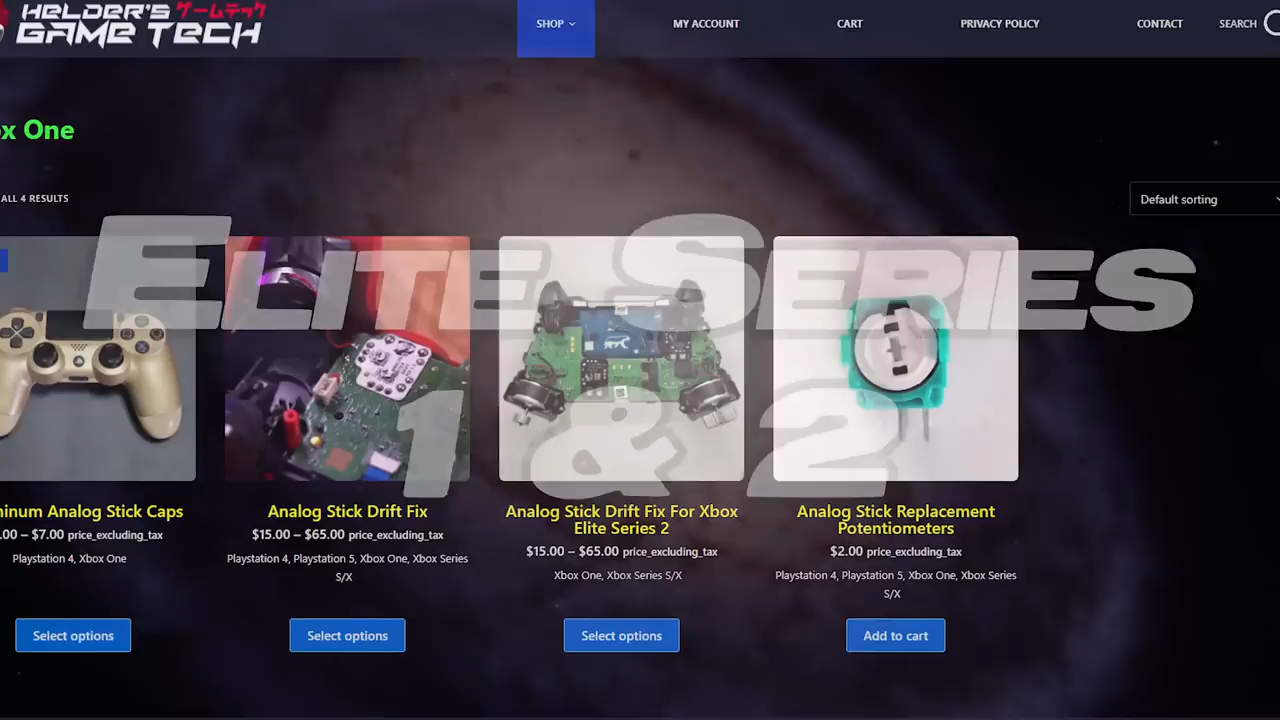 HELDER'S ゲームテック
GAME TECH
SHOP
MY ACCOUNT
CART
PRIVACY POLICY
CONTACT
SEARCH
x One
ALL 4 RESULTS
Default sorting
ELITE SERIES
1 & 2
inum Analog Stick Caps
.00 – $7.00 price_excluding_tax
Playstation 4, Xbox One
Select options
Analog Stick Drift Fix
$15.00 – $65.00 price_excluding_tax
Playstation 4, Playstation 5, Xbox One, Xbox Series
S/X
Select options
Analog Stick Drift Fix For Xbox
Elite Series 2
$15.00 – $65.00 price_excluding_tax
Xbox One, Xbox Series S/X
Select options
Analog Stick Replacement
Potentiometers
$2.00 price_excluding_tax
Playstation 4, Playstation 5, Xbox One, Xbox Series
S/X
Add to cart